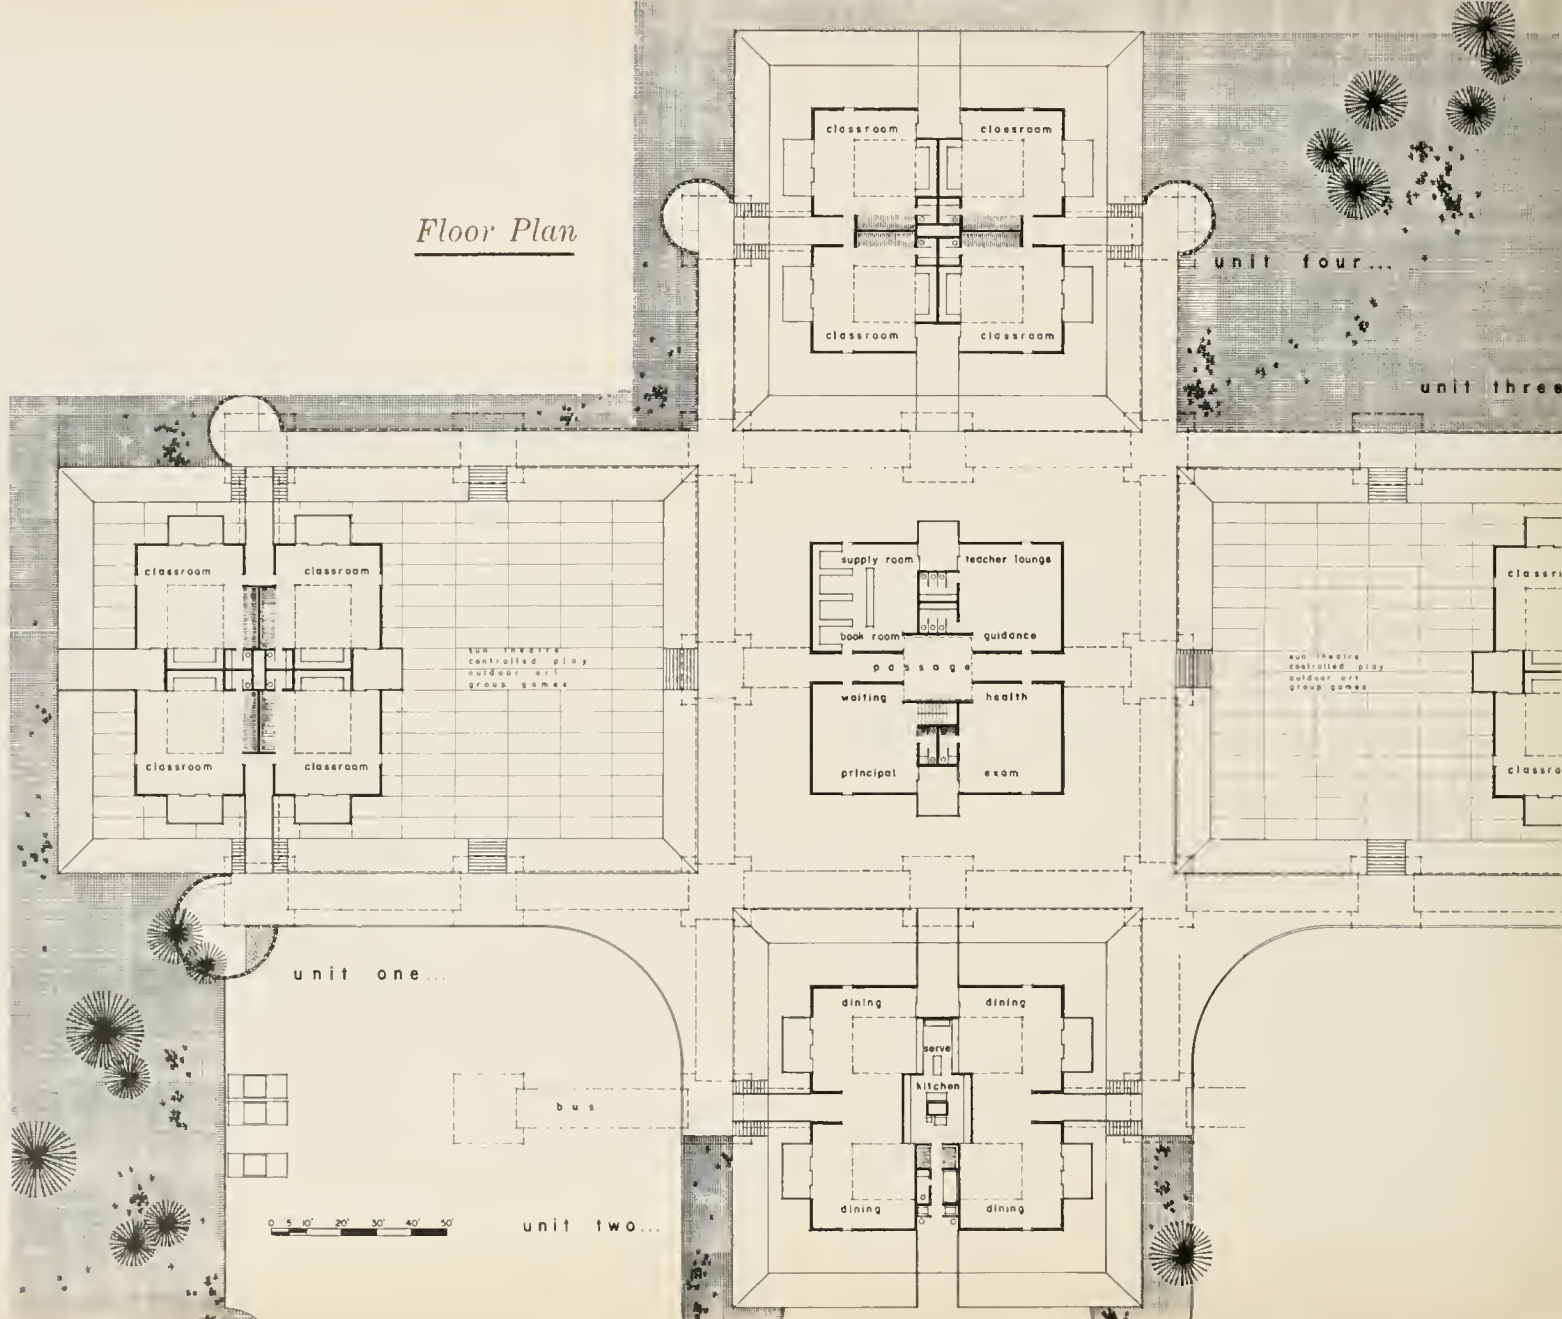 classroom cloesroom
Floor Plan
unit four...
classroom classroom
unit three
supply room teacher lounge
classroom classroom
book room guidance
sun theatre
controlled play
outdoor art
group games
passage
sun theatre
controlled play
outdoor art
group games
waiting health
classroom classroom
principal exam
unit one...
dining dining
serve
kitchen
bus
dining dining
0 5' 10' 20' 30' 40' 50'
unit two...